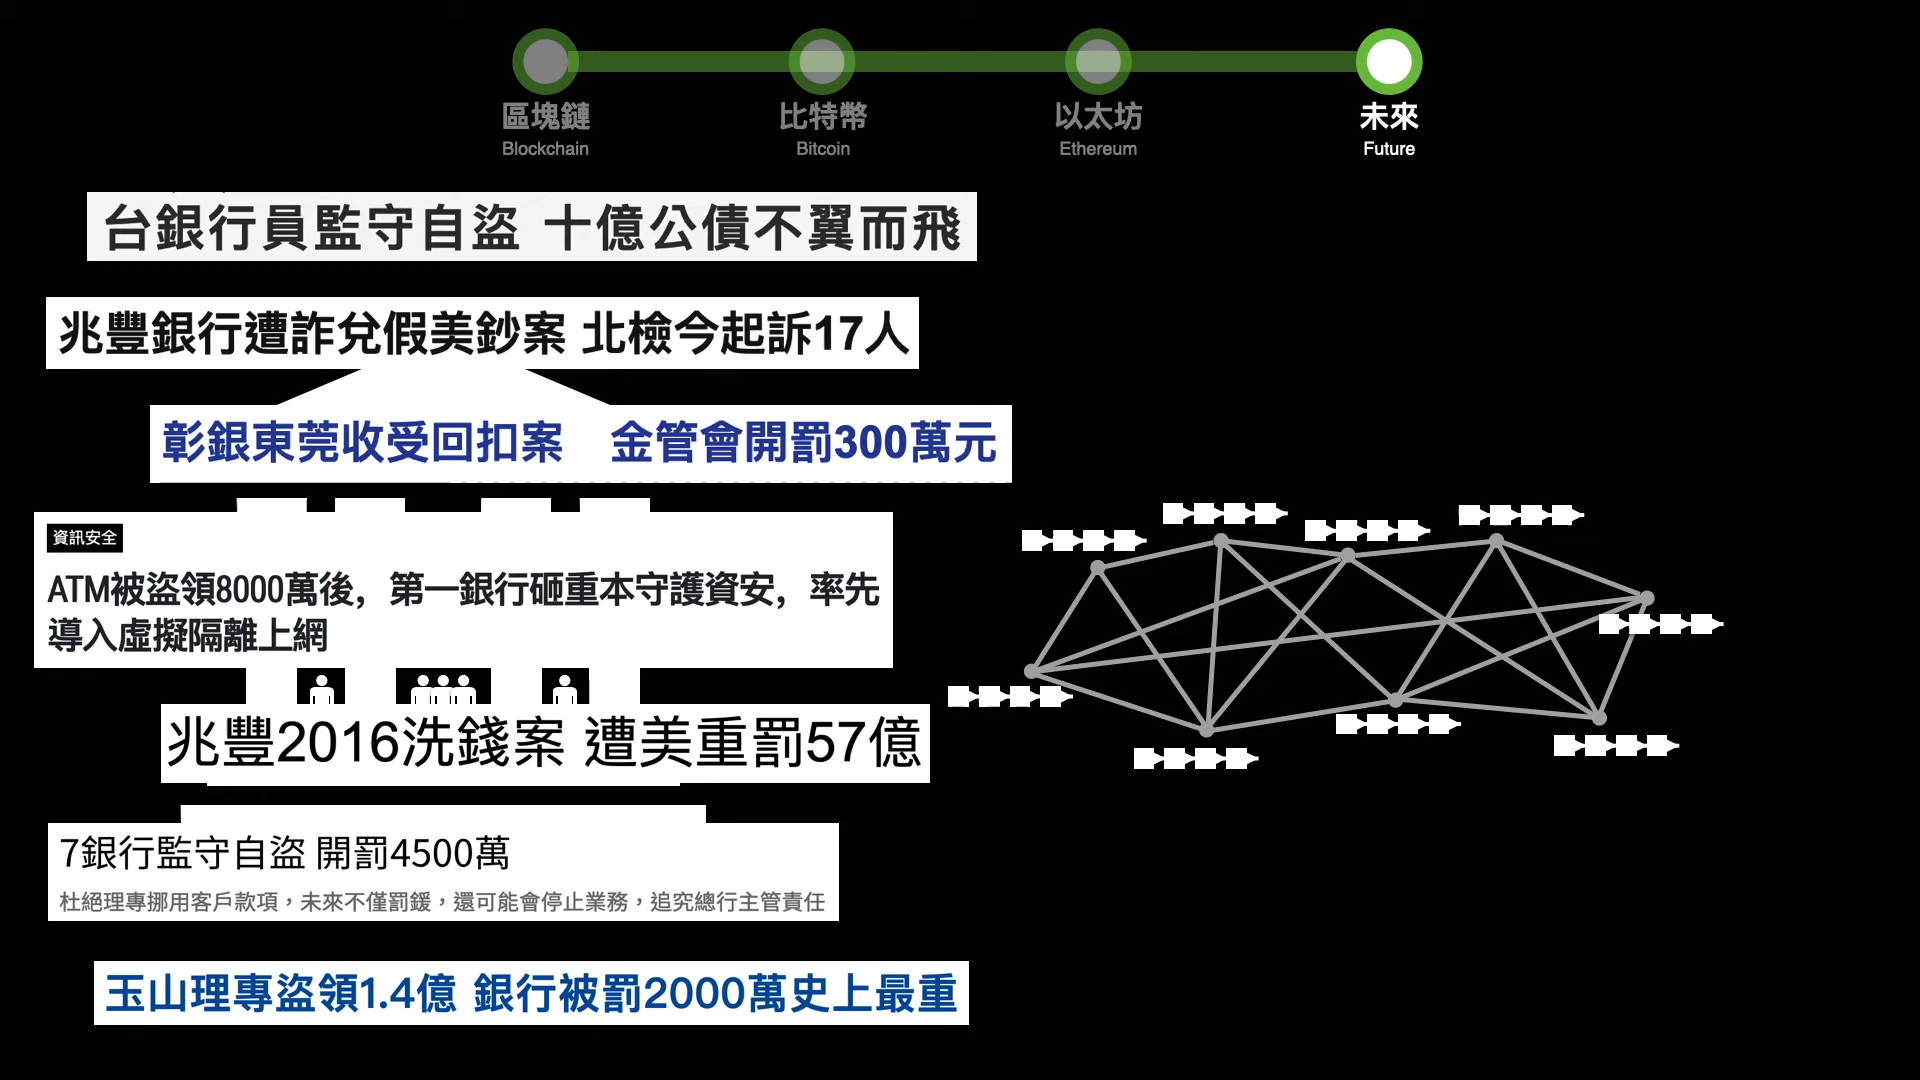 區塊鏈
Blockchain
比特幣
Bitcoin
以太坊
Ethereum
未來
Future
台銀行員監守自盜 十億公債不翼而飛
兆豐銀行遭詐兌假美鈔案 北檢今起訴17人
彰銀東莞收受回扣案　金管會開罰300萬元
資訊安全
ATM被盜領8000萬後，第一銀行砸重本守護資安，率先
導入虛擬隔離上網
兆豐2016洗錢案 遭美重罰57億
7銀行監守自盜 開罰4500萬
杜絕理專挪用客戶款項，未來不僅罰鍰，還可能會停止業務，追究總行主管責任
玉山理專盜領1.4億 銀行被罰2000萬史上最重